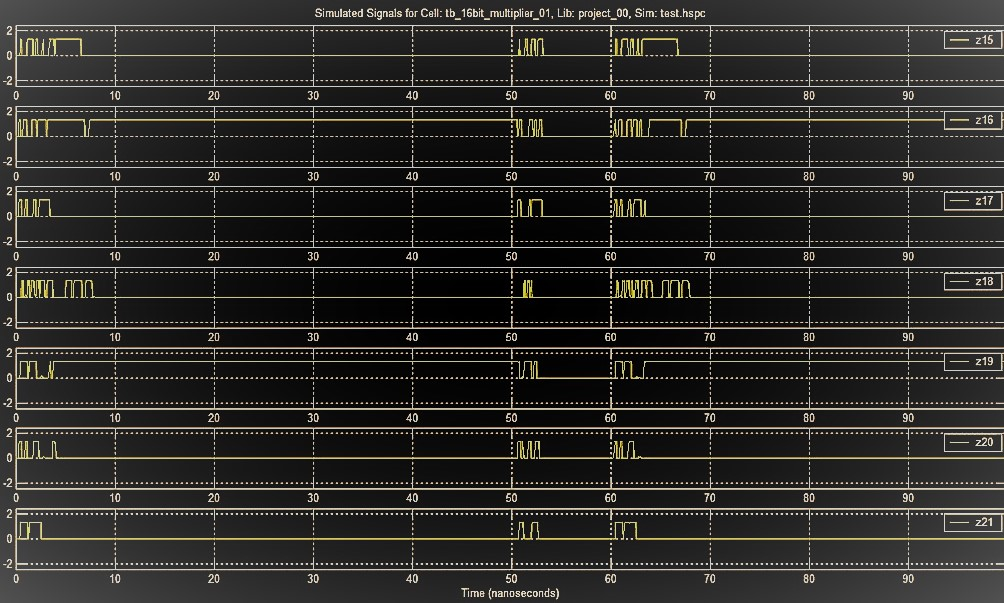 Simulated Signals for Cell: tb_16bit_multiplier_01, Lib: project_00, Sim: test.hspc
2
0
-2
z15
0 10 20 30 40 50 60 70 80 90
2
0
-2
z16
0 10 20 30 40 50 60 70 80 90
2
0
-2
z17
0 10 20 30 40 50 60 70 80 90
2
0
-2
z18
0 10 20 30 40 50 60 70 80 90
2
0
-2
z19
0 10 20 30 40 50 60 70 80 90
2
0
-2
z20
0 10 20 30 40 50 60 70 80 90
2
0
-2
z21
0 10 20 30 40 50 60 70 80 90
Time (nanoseconds)